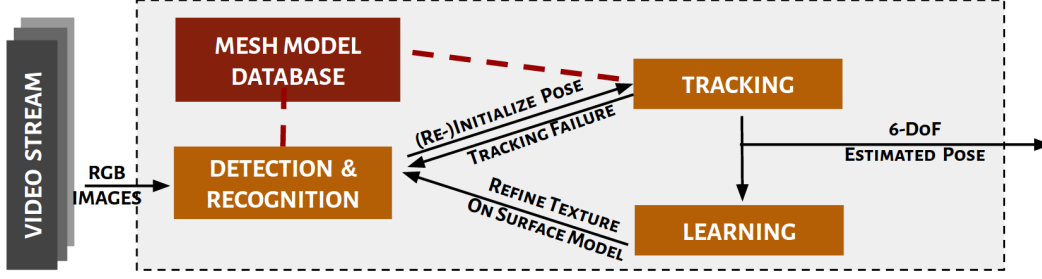 VIDEO STREAM
RGB
IMAGES
MESH MODEL
DATABASE
DETECTION &
RECOGNITION
(RE-)INITIALIZE POSE
TRACKING FAILURE
REFINE TEXTURE
ON SURFACE MODEL
TRACKING
LEARNING
6-DOF
ESTIMATED POSE